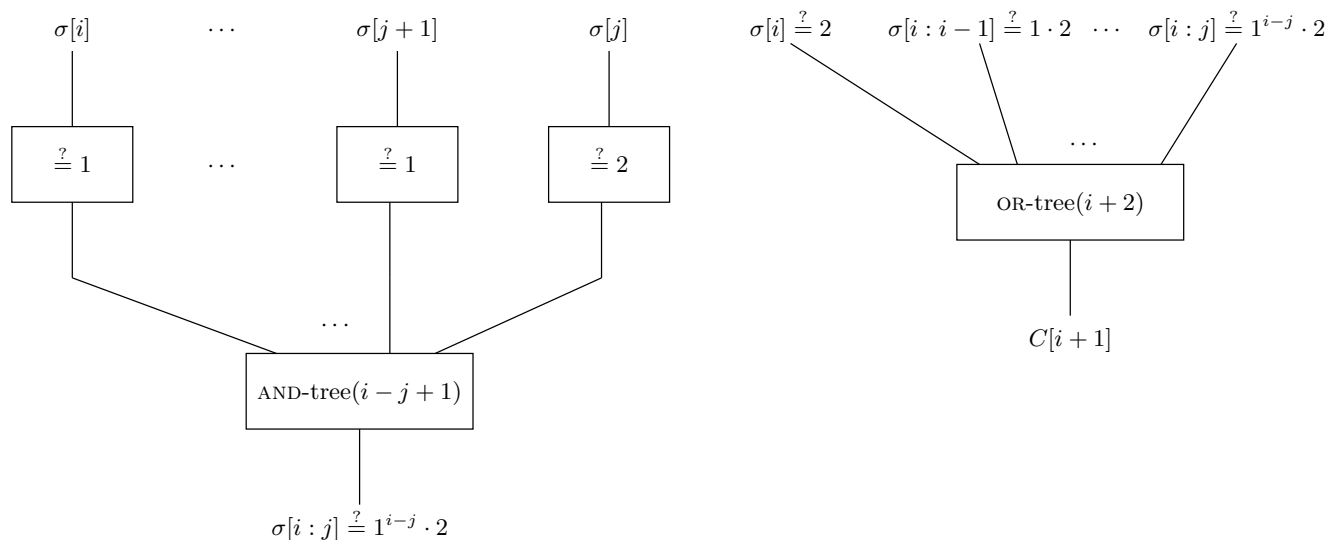 σ[i] ⋯ σ[j + 1] σ[j]
≟ 1 ⋯ ≟ 1 ≟ 2
⋯
AND-tree(i − j + 1)
σ[i : j] ≟ 1^{i−j} · 2
σ[i] ≟ 2 σ[i : i − 1] ≟ 1 · 2 ⋯ σ[i : j] ≟ 1^{i−j} · 2
⋯
OR-tree(i + 2)
C[i + 1]